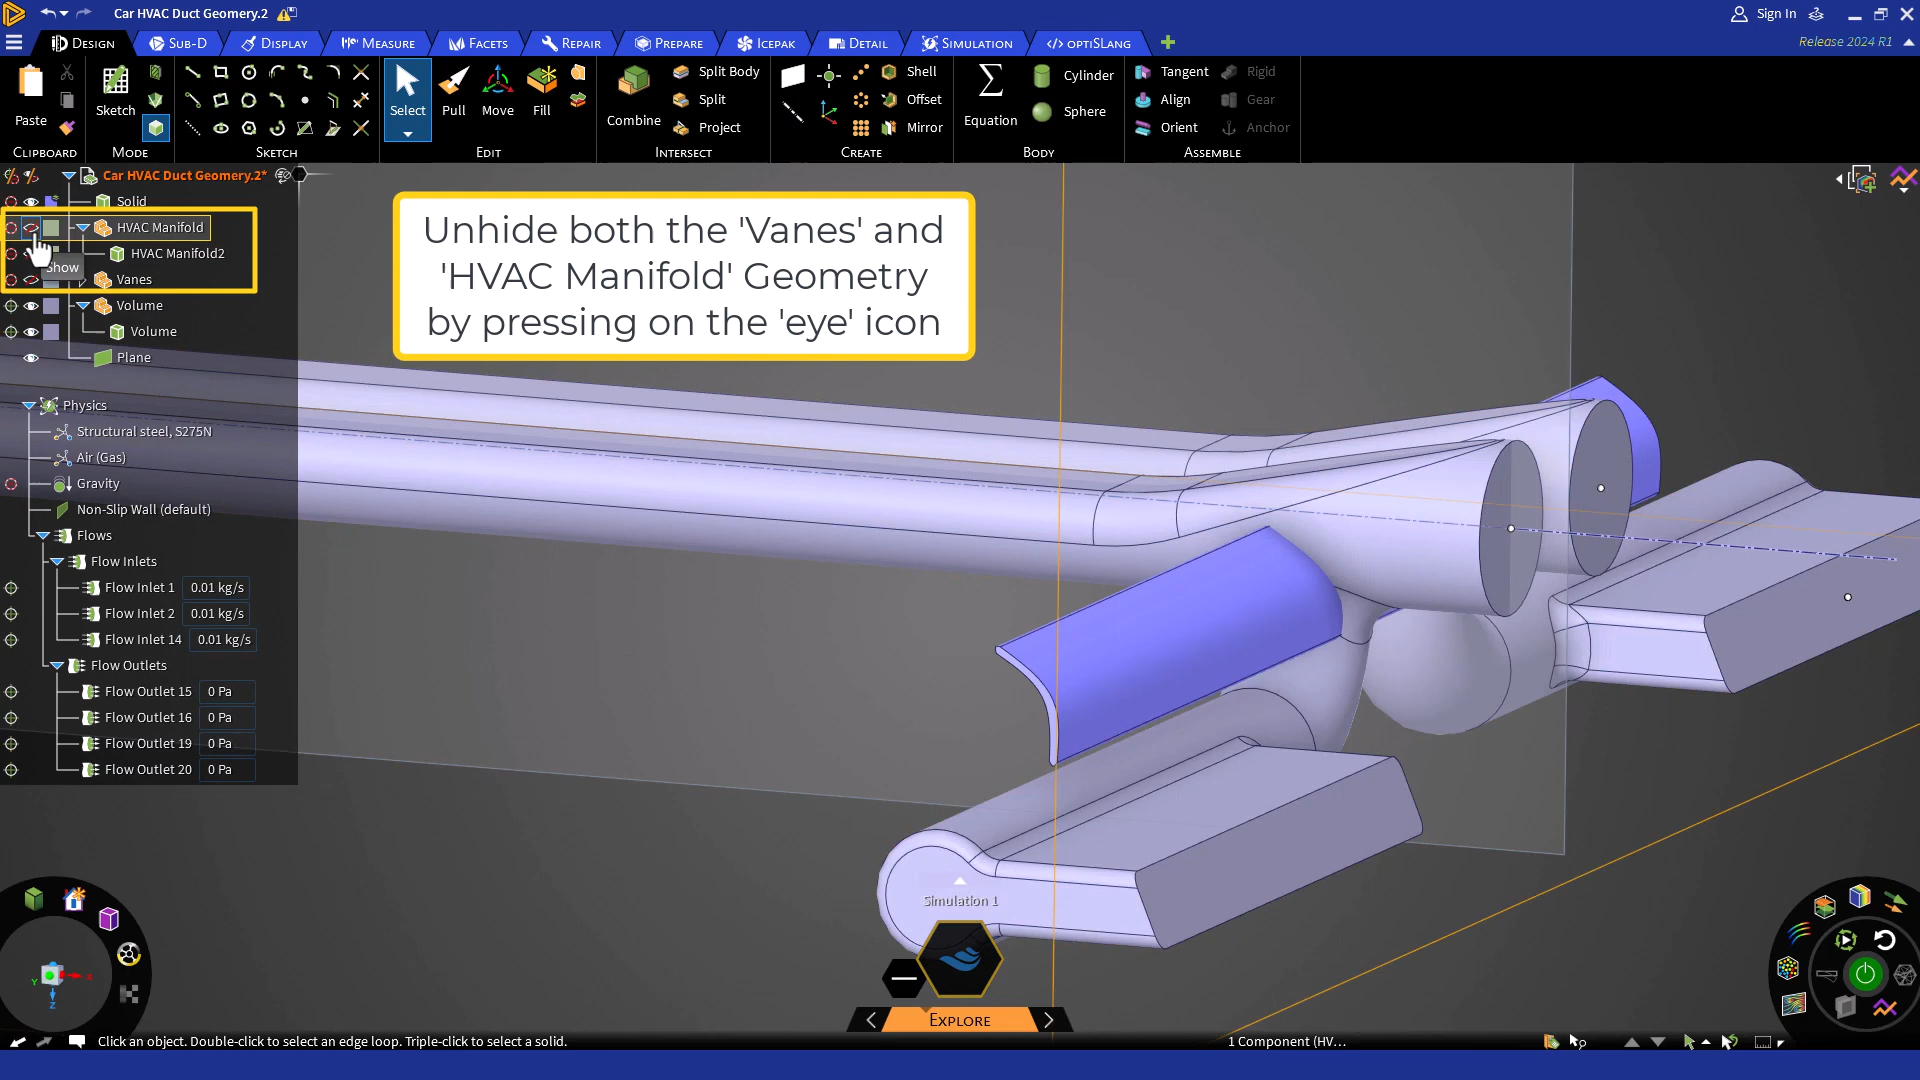 Car HVAC Duct Geomery.2
Sign In
Design
Sub-D
Display
Measure
Facets
Repair
Prepare
Icepak
Detail
Simulation
optiSLang
Release 2024 R1
Paste
Clipboard
Sketch
Mode
Sketch
Select
Pull
Move
Fill
Edit
Combine
Split Body
Split
Project
Intersect
Shell
Offset
Mirror
Create
Equation
Cylinder
Sphere
Body
Tangent
Align
Orient
Rigid
Gear
Anchor
Assemble
Car HVAC Duct Geomery.2*
Solid
HVAC Manifold
HVAC Manifold2
Show
Vanes
Volume
Volume
Plane
Physics
Structural steel, S275N
Air (Gas)
Gravity
Non-Slip Wall (default)
Flows
Flow Inlets
Flow Inlet 1 0.01 kg/s
Flow Inlet 2 0.01 kg/s
Flow Inlet 14 0.01 kg/s
Flow Outlets
Flow Outlet 15 0 Pa
Flow Outlet 16 0 Pa
Flow Outlet 19 0 Pa
Flow Outlet 20 0 Pa
Unhide both the 'Vanes' and
'HVAC Manifold' Geometry
by pressing on the 'eye' icon
Simulation 1
Explore
X
Y
Z
Click an object. Double-click to select an edge loop. Triple-click to select a solid.
1 Component (HV...